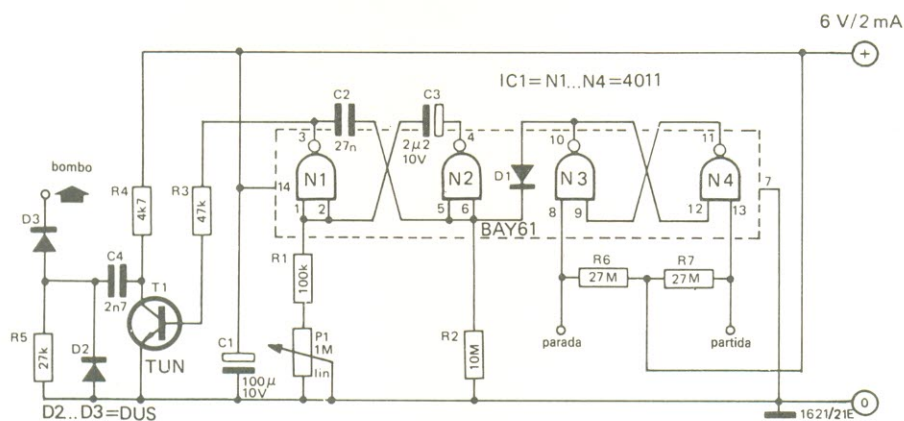 6 V/2 mA
+
IC1=N1...N4=4011
C2
27n
C3
2µ2
10V
3
4
10
11
bombo
D3
R4
4k7
R3
47k
14
N1
N2
D1
N3
N4
7
1
2
5
6
8
9
12
13
BAY61
C4
2n7
T1
TUN
R5
27k
D2
C1
100µ
10V
R1
100k
P1
1M
lin
R2
10M
R6
27M
R7
27M
parada
partida
D2...D3=DUS
1621/21E
0